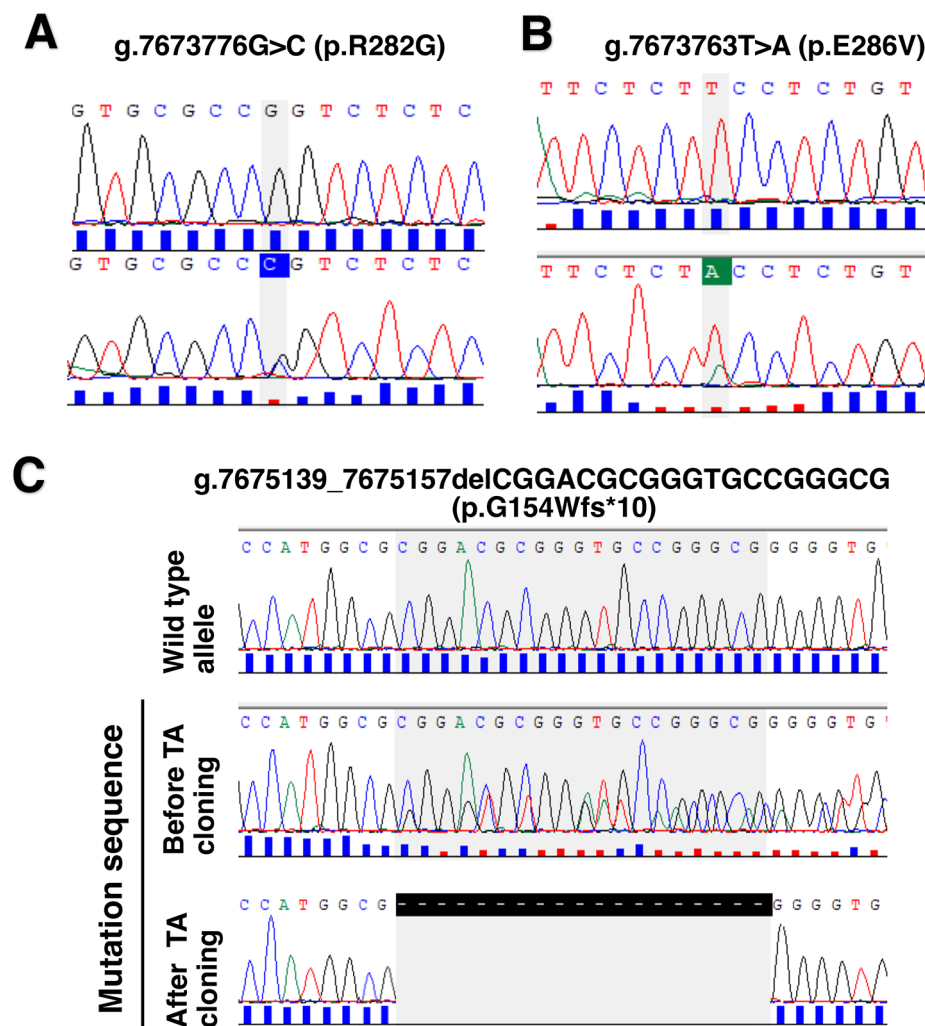 A
g.7673776G>C (p.R282G)
G T G C G C C G G T C T C T C
G T G C G C C C G T C T C T C
B
g.7673763T>A (p.E286V)
T T C T C T T C C T C T G T
T T C T C T A C C T C T G T
C
g.7675139_7675157delCGGACGCGGGTGCCGGGCG
(p.G154Wfs*10)
Wild type
allele
C C A T G G C G C G G A C G C G G G T G C C G G G C G G G G G T G
Mutation sequence
Before TA
cloning
C C A T G G C G C G G A C G C G G G T G C C G G G C G G G G G T G
After TA
cloning
C C A T G G C G - - - - - - - - - - - - - - - - - - - G G G G T G